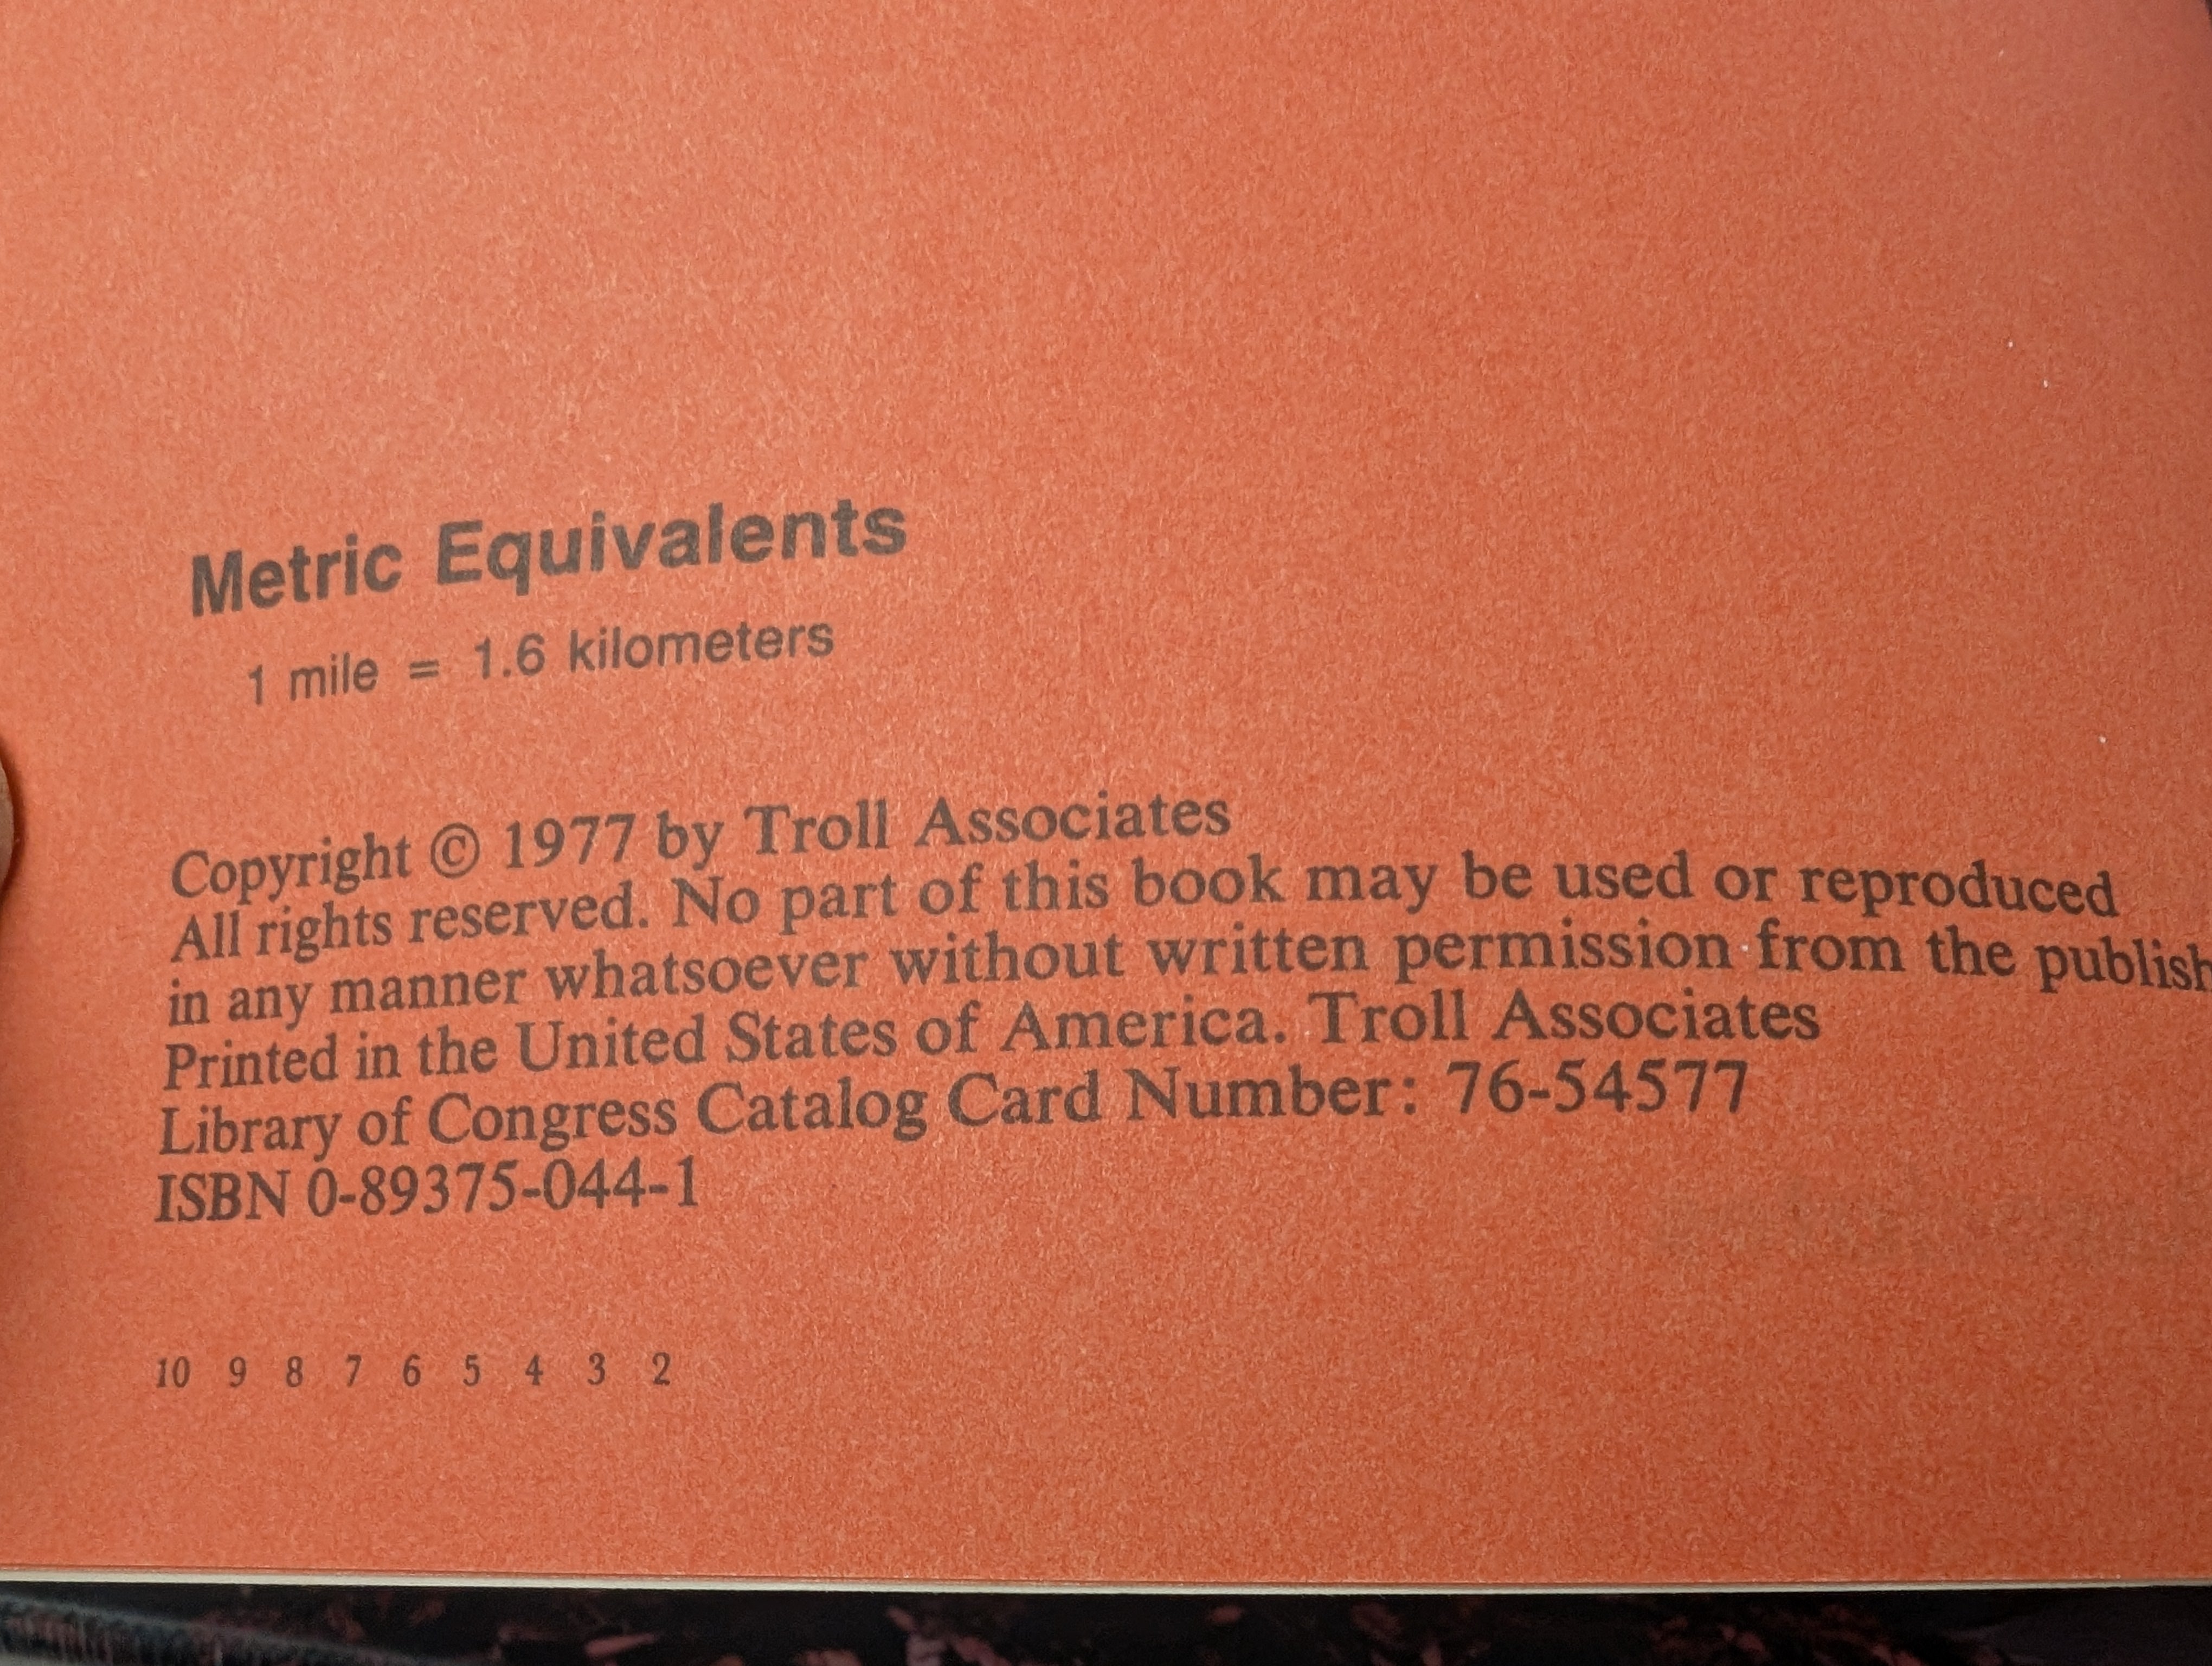 Metric Equivalents
1 mile = 1.6 kilometers
Copyright © 1977 by Troll Associates
All rights reserved. No part of this book may be used or reproduced
in any manner whatsoever without written permission from the publish
Printed in the United States of America. Troll Associates
Library of Congress Catalog Card Number: 76-54577
ISBN 0-89375-044-1
10 9 8 7 6 5 4 3 2